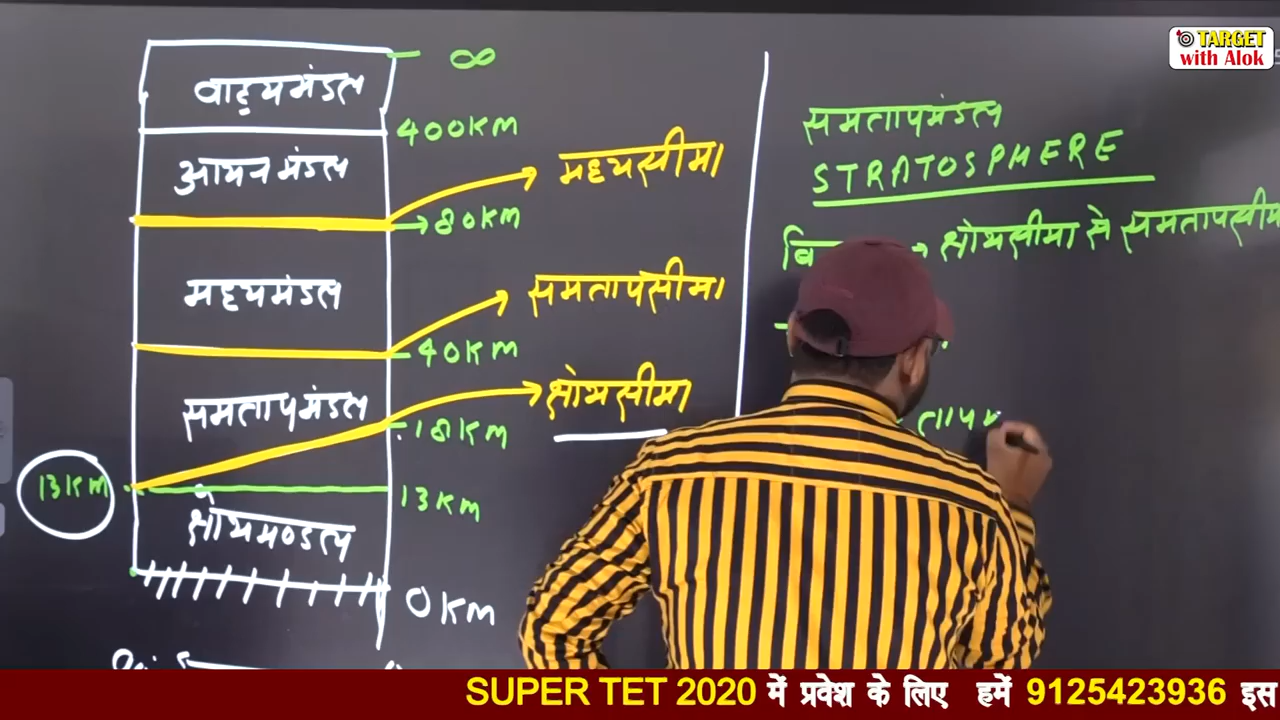 TARGET
with Alok
∞
वाह्यमंडल
400KM
आयनमंडल
मध्यसीमा
80KM
मध्यमंडल
समतापसीमा
40KM
समतापमंडल
क्षोभसीमा
18KM
13KM
13KM
क्षोभमण्डल
0KM
समतापमंडल
STRATOSPHERE
क्षोभसीमा से समतापसीमा
SUPER TET 2020 में प्रवेश के लिए हमें 9125423936 इस